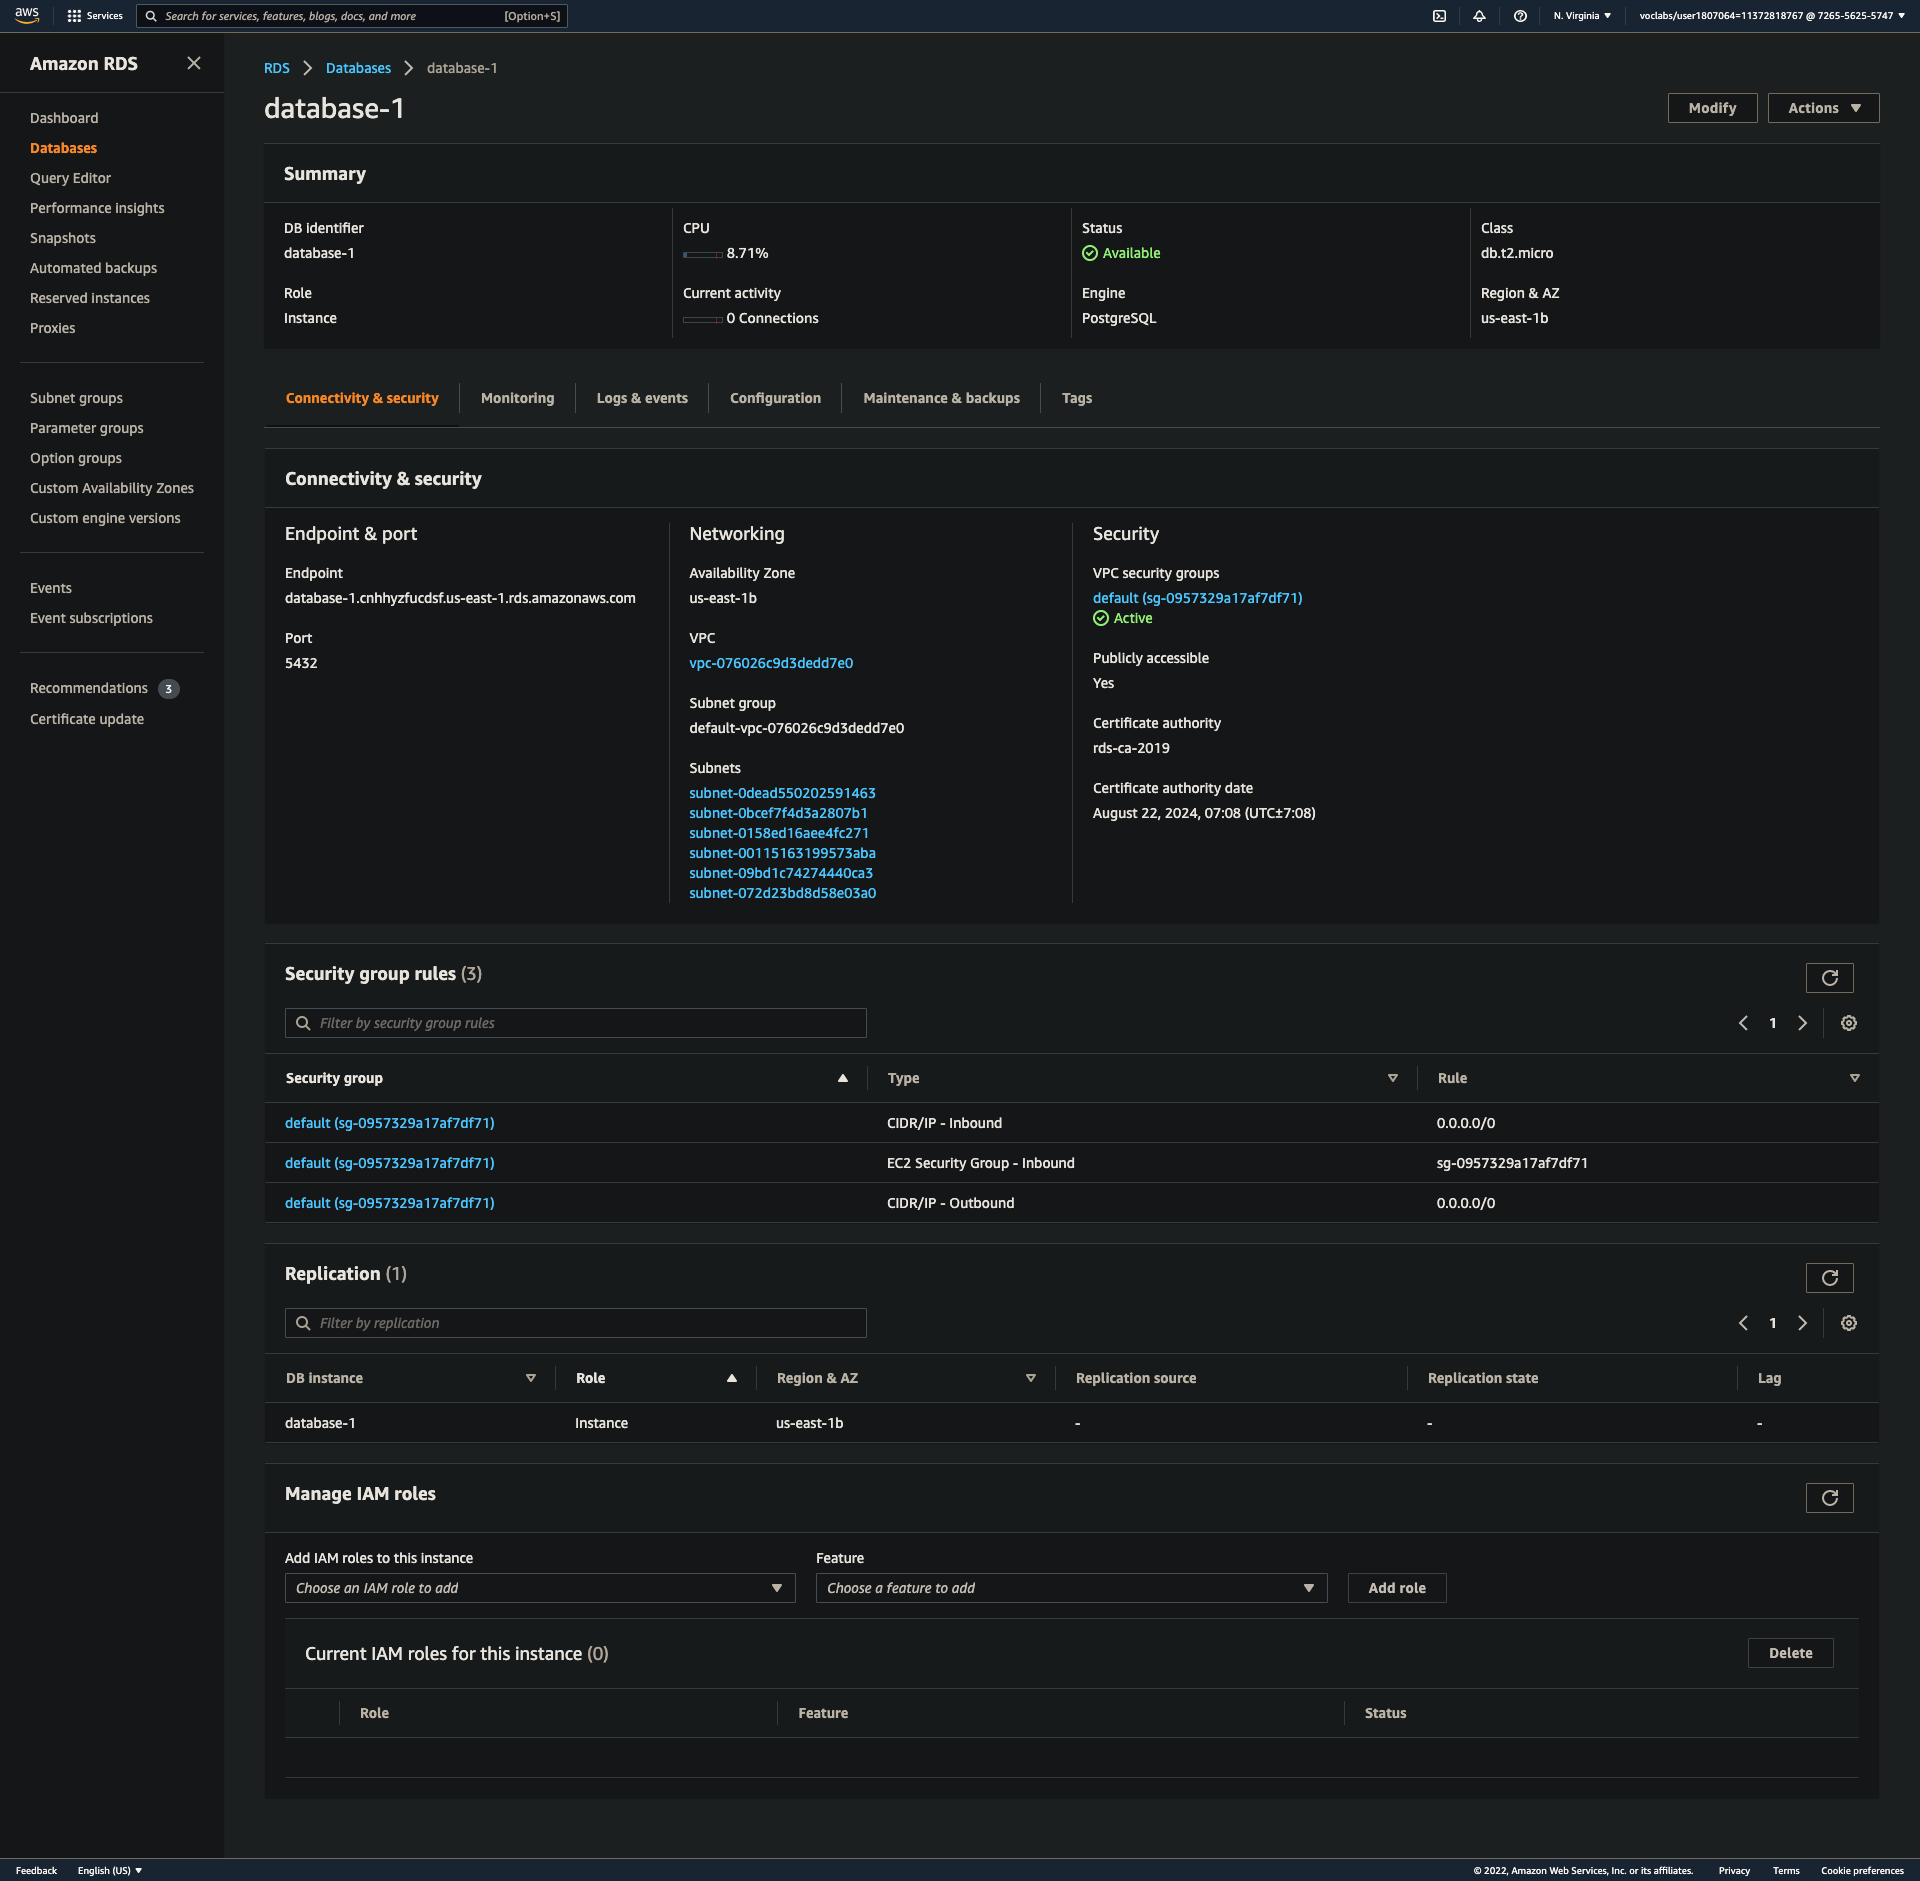 aws
Services
Search for services, features, blogs, docs, and more [Option+S]
N. Virginia
voclabs/user1807064=11372818767 @ 7265-5625-5747
Amazon RDS
Dashboard
Databases
Query Editor
Performance insights
Snapshots
Automated backups
Reserved instances
Proxies
Subnet groups
Parameter groups
Option groups
Custom Availability Zones
Custom engine versions
Events
Event subscriptions
Recommendations 3
Certificate update
RDS > Databases > database-1
database-1
Modify
Actions
Summary
DB identifier
database-1
CPU
8.71%
Status
Available
Class
db.t2.micro
Role
Instance
Current activity
0 Connections
Engine
PostgreSQL
Region & AZ
us-east-1b
Connectivity & security
Monitoring
Logs & events
Configuration
Maintenance & backups
Tags
Connectivity & security
Endpoint & port
Endpoint
database-1.cnhhyzfucdsf.us-east-1.rds.amazonaws.com
Port
5432
Networking
Availability Zone
us-east-1b
VPC
vpc-076026c9d3dedd7e0
Subnet group
default-vpc-076026c9d3dedd7e0
Subnets
subnet-0dead550202591463
subnet-0bcef7f4d3a2807b1
subnet-0158ed16aee4fc271
subnet-00115163199573aba
subnet-09bd1c74274440ca3
subnet-072d23bd8d58e03a0
Security
VPC security groups
default (sg-0957329a17af7df71)
Active
Publicly accessible
Yes
Certificate authority
rds-ca-2019
Certificate authority date
August 22, 2024, 07:08 (UTC±7:08)
Security group rules (3)
Filter by security group rules
1
Security group Type Rule
default (sg-0957329a17af7df71) CIDR/IP - Inbound 0.0.0.0/0
default (sg-0957329a17af7df71) EC2 Security Group - Inbound sg-0957329a17af7df71
default (sg-0957329a17af7df71) CIDR/IP - Outbound 0.0.0.0/0
Replication (1)
Filter by replication
1
DB instance Role Region & AZ Replication source Replication state Lag
database-1 Instance us-east-1b - - -
Manage IAM roles
Add IAM roles to this instance
Choose an IAM role to add
Feature
Choose a feature to add
Add role
Current IAM roles for this instance (0)
Delete
Role Feature Status
Feedback English (US)
© 2022, Amazon Web Services, Inc. or its affiliates. Privacy Terms Cookie preferences